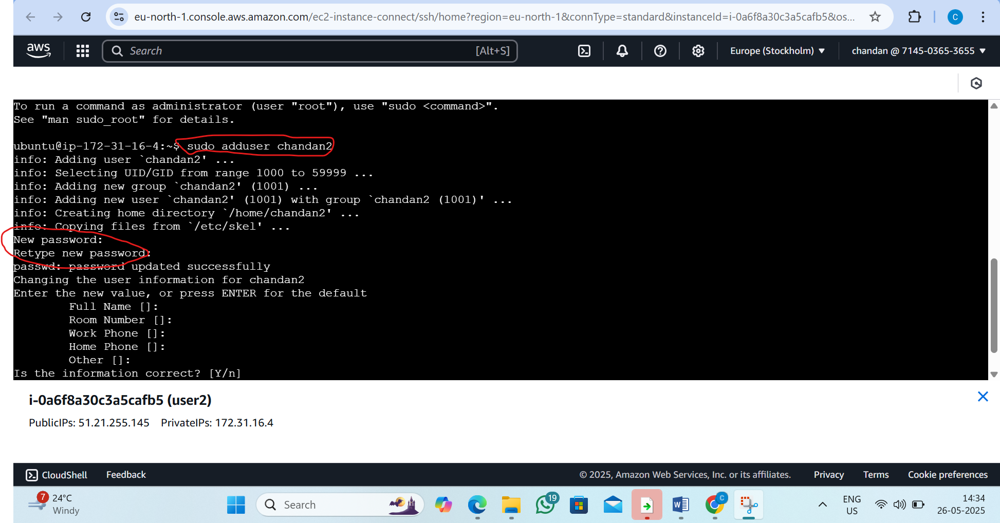 eu-north-1.console.aws.amazon.com/ec2-instance-connect/ssh/home?region=eu-north-1&connType=standard&instanceId=i-0a6f8a30c3a5cafb5&os...
C
aws
Search
[Alt+S]
Europe (Stockholm)
chandan @ 7145-0365-3655
To run a command as administrator (user "root"), use "sudo <command>".
See "man sudo_root" for details.
ubuntu@ip-172-31-16-4:~$ sudo adduser chandan2
info: Adding user `chandan2' ...
info: Selecting UID/GID from range 1000 to 59999 ...
info: Adding new group `chandan2' (1001) ...
info: Adding new user `chandan2' (1001) with group `chandan2 (1001)' ...
info: Creating home directory `/home/chandan2' ...
info: Copying files from `/etc/skel' ...
New password:
Retype new password:
passwd: password updated successfully
Changing the user information for chandan2
Enter the new value, or press ENTER for the default
Full Name []:
Room Number []:
Work Phone []:
Home Phone []:
Other []:
Is the information correct? [Y/n]
i-0a6f8a30c3a5cafb5 (user2)
PublicIPs: 51.21.255.145 PrivateIPs: 172.31.16.4
CloudShell Feedback © 2025, Amazon Web Services, Inc. or its affiliates. Privacy Terms Cookie preferences
7
24°C
Windy
Search
19
W
C
ENG
US
14:34
26-05-2025